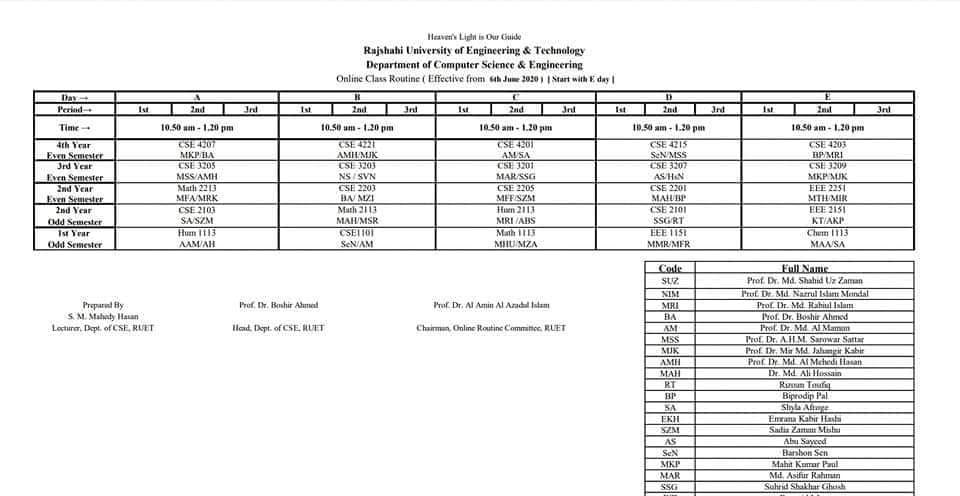 Heaven's Light is Our Guide
Rajshahi University of Engineering & Technology
Department of Computer Science & Engineering
Online Class Routine ( Effective from 6th June 2020 ) [ Start with E day ]
Day → A B C D E
Period→ 1st 2nd 3rd 1st 2nd 3rd 1st 2nd 3rd 1st 2nd 3rd 1st 2nd 3rd
Time → 10.50 am - 1.20 pm 10.50 am - 1.20 pm 10.50 am - 1.20 pm 10.50 am - 1.20 pm 10.50 am - 1.20 pm
4th Year CSE 4207 CSE 4221 CSE 4201 CSE 4215 CSE 4203
Even Semester MKP/BA AMH/MJK AM/SA SeN/MSS BP/MRI
3rd Year CSE 3205 CSE 3203 CSE 3201 CSE 3207 CSE 3209
Even Semester MSS/AMH NS / SVN MAR/SSG AS/HsN MKP/MJK
2nd Year Math 2213 CSE 2203 CSE 2205 CSE 2201 EEE 2251
Even Semester MFA/MRK BA/ MZI MFF/SZM MAH/BP MTH/MIR
2nd Year CSE 2103 Math 2113 Hum 2113 CSE 2101 EEE 2151
Odd Semester SA/SZM MAH/MSR MRI /ABS SSG/RT KT/AKP
1st Year Hum 1113 CSE1101 Math 1113 EEE 1151 Chem 1113
Odd Semester AAM/AH SeN/AM MHU/MZA MMR/MFR MAA/SA
Prepared By Prof. Dr. Boshir Ahmed Prof. Dr. Al Amin Al Azadul Islam
S. M. Mahedy Hasan
Lecturer, Dept. of CSE, RUET Head, Dept. of CSE, RUET Chairman, Online Routine Committee, RUET
Code Full Name
SUZ Prof. Dr. Md. Shahid Uz Zaman
NIM Prof. Dr. Md. Nazrul Islam Mondal
MRI Prof. Dr. Md. Rabiul Islam
BA Prof. Dr. Boshir Ahmed
AM Prof. Dr. Md. Al Mamun
MSS Prof. Dr. A.H.M. Sarowar Sattar
MJK Prof. Dr. Mir Md. Jahangir Kabir
AMH Prof. Dr. Md. Al Mehedi Hasan
MAH Dr. Md. Ali Hossain
RT Rizoan Toufiq
BP Biprodip Pal
SA Shyla Afroge
EKH Emrana Kabir Hashi
SZM Sadia Zaman Mishu
AS Abu Sayeed
SeN Barshon Sen
MKP Mahit Kumar Paul
MAR Md. Asifur Rahman
SSG Suhrid Shakhar Ghosh